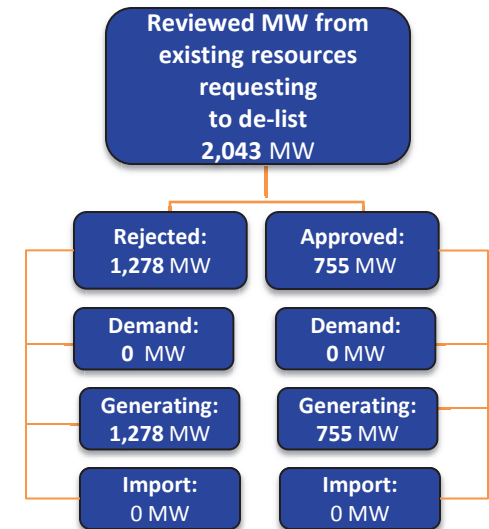 Reviewed MW from
existing resources
requesting
to de-list
2,043 MW
Rejected:
1,278 MW
Approved:
755 MW
Demand:
0 MW
Demand:
0 MW
Generating:
1,278 MW
Generating:
755 MW
Import:
0 MW
Import:
0 MW